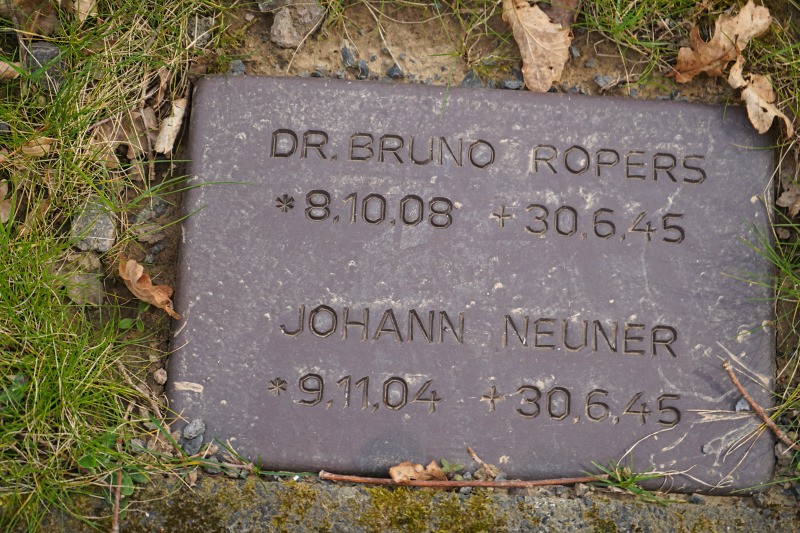 DR. BRUNO ROPERS
* 8.10.08 + 30.6.45
JOHANN NEUNER
* 9.11.04 + 30.6.45